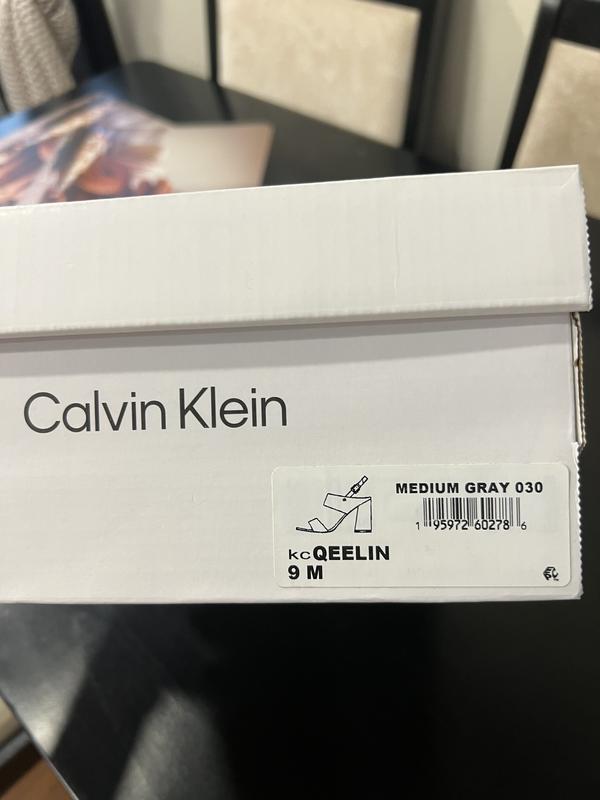 Calvin Klein
MEDIUM GRAY 030
1 95972 60278 6
kcQEELIN
9 M